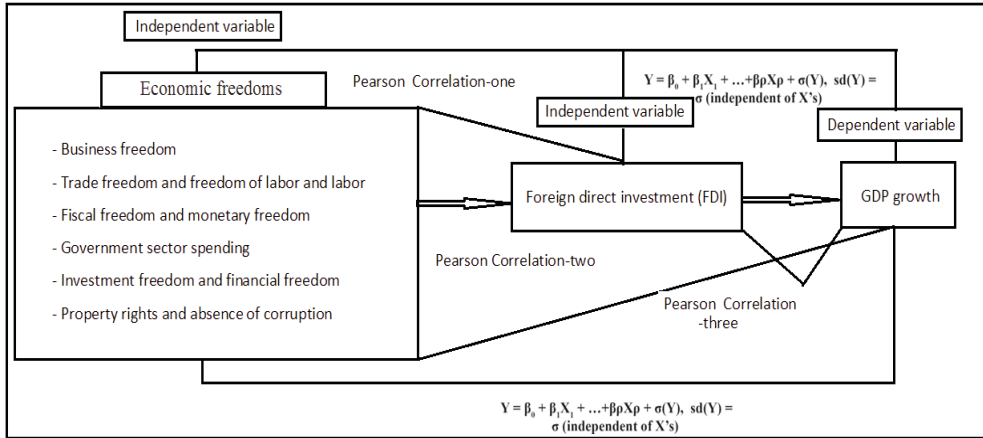 Independent variable
Economic freedoms
- Business freedom
- Trade freedom and freedom of labor and labor
- Fiscal freedom and monetary freedom
- Government sector spending
- Investment freedom and financial freedom
- Property rights and absence of corruption
Pearson Correlation-one
Y = β₀ + β₁X₁ + …+βρXρ + σ(Y), sd(Y) =
σ (independent of X’s)
Independent variable
Dependent variable
Foreign direct investment (FDI)
GDP growth
Pearson Correlation-two
Pearson Correlation
-three
Y = β₀ + β₁X₁ + …+βρXρ + σ(Y), sd(Y) =
σ (independent of X’s)